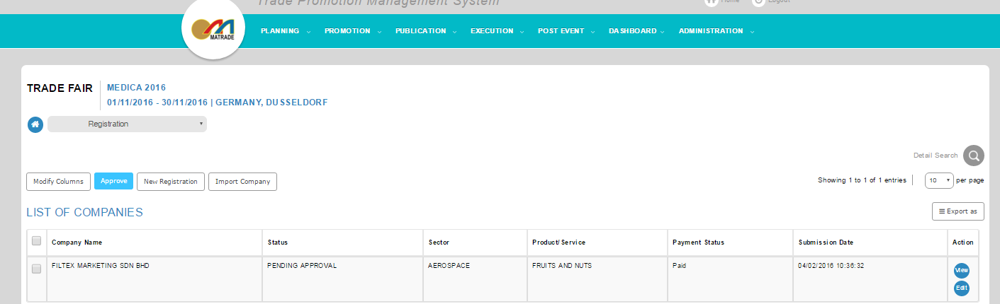 Trade Promotion Management System
Home Logout
MATRADE
PLANNING PROMOTION PUBLICATION EXECUTION POST EVENT DASHBOARD ADMINISTRATION
TRADE FAIR
MEDICA 2016
01/11/2016 - 30/11/2016 | GERMANY, DUSSELDORF
Registration
Detail Search
Modify Columns Approve New Registration Import Company
Showing 1 to 1 of 1 entries 10 per page
LIST OF COMPANIES
Export as
Company Name Status Sector Product/Service Payment Status Submission Date Action
FILTEX MARKETING SDN BHD PENDING APPROVAL AEROSPACE FRUITS AND NUTS Paid 04/02/2016 10:36:32 View
Edit